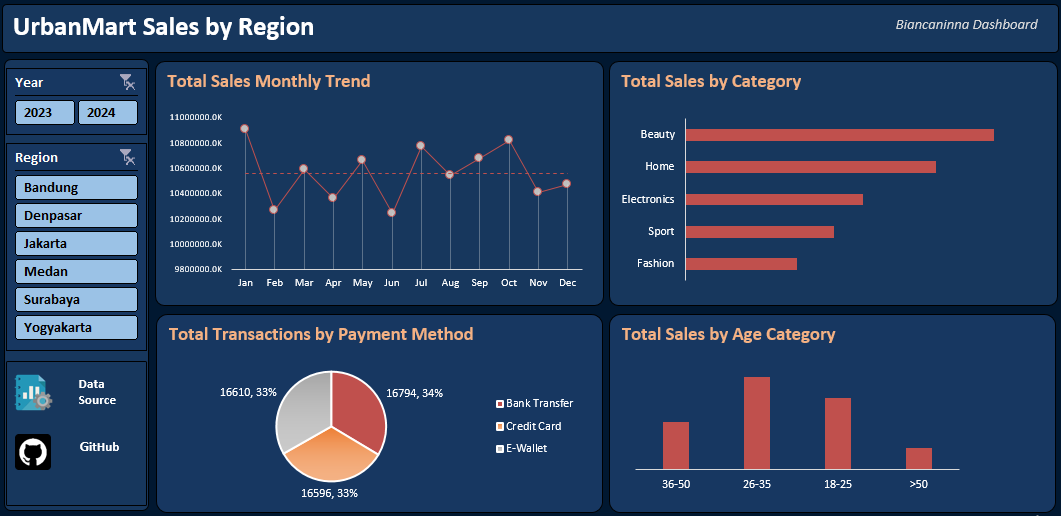 UrbanMart Sales by Region
Biancaninna Dashboard
Year
2023
2024
Region
Bandung
Denpasar
Jakarta
Medan
Surabaya
Yogyakarta
Data
Source
GitHub
Total Sales Monthly Trend
11000000.0K
10800000.0K
10600000.0K
10400000.0K
10200000.0K
10000000.0K
9800000.0K
Jan Feb Mar Apr May Jun Jul Aug Sep Oct Nov Dec
Total Sales by Category
Beauty
Home
Electronics
Sport
Fashion
Total Transactions by Payment Method
16610, 33%
16794, 34%
16596, 33%
Bank Transfer
Credit Card
E-Wallet
Total Sales by Age Category
36-50 26-35 18-25 >50